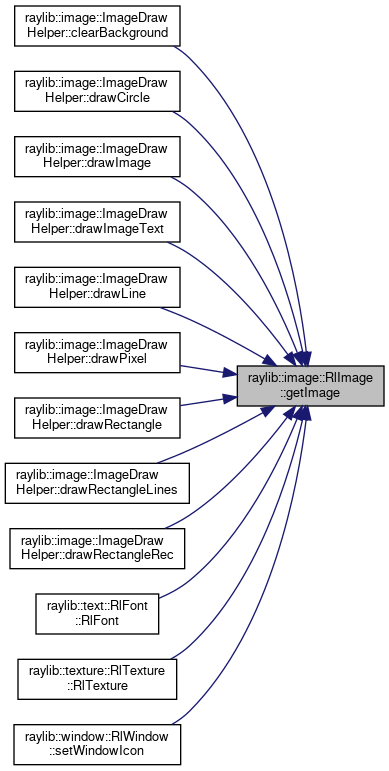 raylib::image::ImageDraw
Helper::clearBackground
raylib::image::ImageDraw
Helper::drawCircle
raylib::image::ImageDraw
Helper::drawImage
raylib::image::ImageDraw
Helper::drawImageText
raylib::image::ImageDraw
Helper::drawLine
raylib::image::ImageDraw
Helper::drawPixel
raylib::image::RlImage
::getImage
raylib::image::ImageDraw
Helper::drawRectangle
raylib::image::ImageDraw
Helper::drawRectangleLines
raylib::image::ImageDraw
Helper::drawRectangleRec
raylib::text::RlFont
::RlFont
raylib::texture::RlTexture
::RlTexture
raylib::window::RlWindow
::setWindowIcon